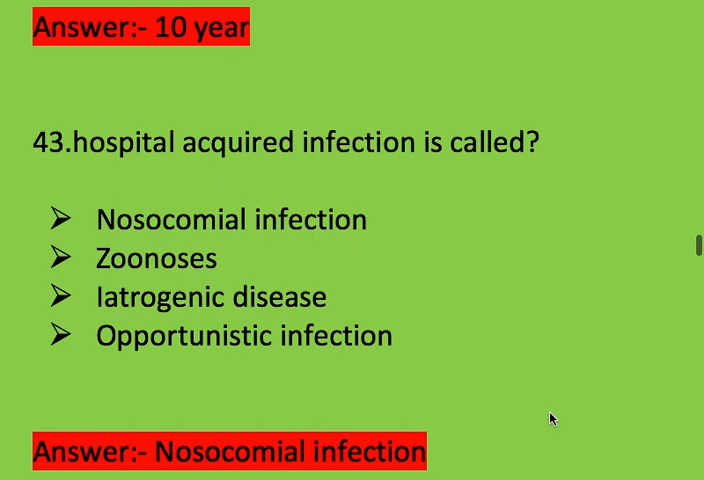 Answer:- 10 year
43.hospital acquired infection is called?
➢ Nosocomial infection
➢ Zoonoses
➢ Iatrogenic disease
➢ Opportunistic infection
Answer:- Nosocomial infection